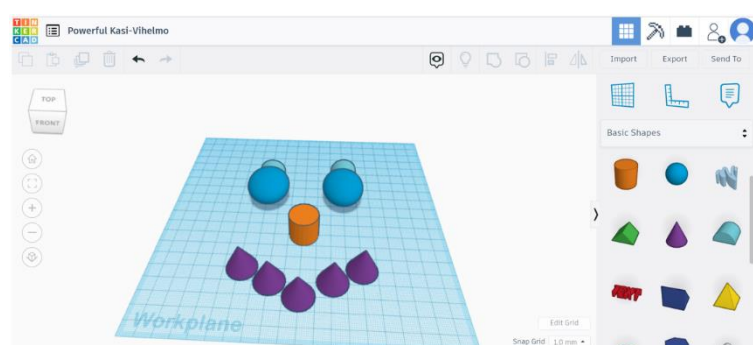 TIN
KER
CAD
Powerful Kasi-Vihelmo
Import Export Send To
TOP
FRONT
Basic Shapes
Workplane
Edit Grid
Snap Grid 1.0 mm